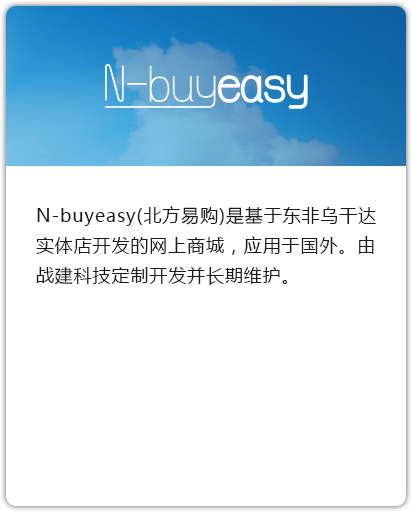 N-buyeasy
N-buyeasy(北方易购)是基于东非乌干达
实体店开发的网上商城，应用于国外。由
战建科技定制开发并长期维护。